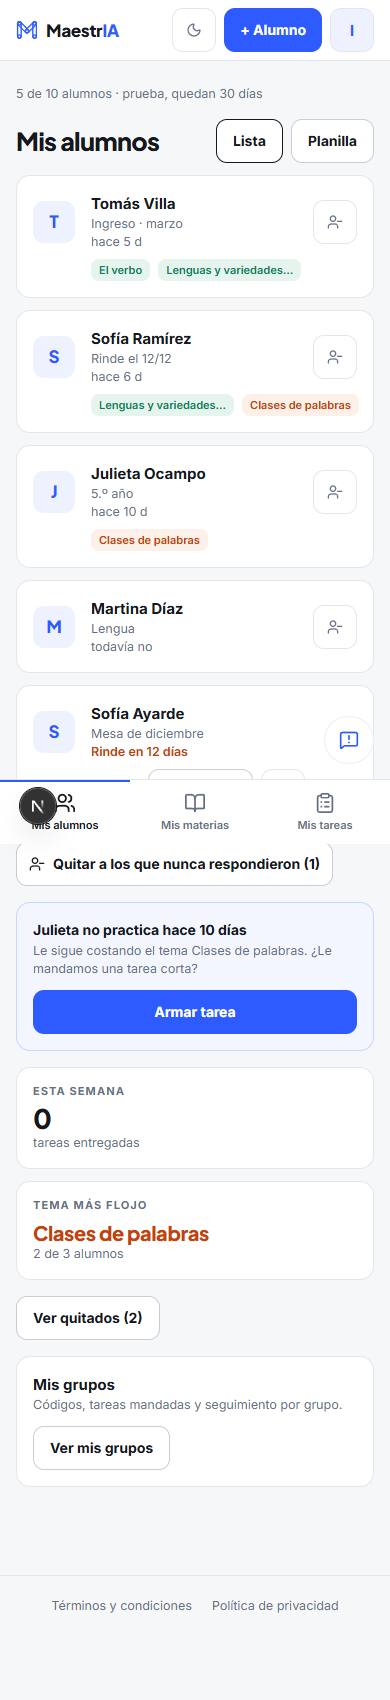 MaestrIA
+ Alumno
I
5 de 10 alumnos · prueba, quedan 30 días
Mis alumnos
Lista
Planilla
T
Tomás Villa
Ingreso · marzo
hace 5 d
El verbo
Lenguas y variedades...
S
Sofía Ramírez
Rinde el 12/12
hace 6 d
Lenguas y variedades...
Clases de palabras
J
Julieta Ocampo
5.º año
hace 10 d
Clases de palabras
M
Martina Díaz
Lengua
todavía no
S
Sofía Ayarde
Mesa de diciembre
Rinde en 12 días
N
Mis alumnos
Mis materias
Mis tareas
Quitar a los que nunca respondieron (1)
Julieta no practica hace 10 días
Le sigue costando el tema Clases de palabras. ¿Le
mandamos una tarea corta?
Armar tarea
ESTA SEMANA
0
tareas entregadas
TEMA MÁS FLOJO
Clases de palabras
2 de 3 alumnos
Ver quitados (2)
Mis grupos
Códigos, tareas mandadas y seguimiento por grupo.
Ver mis grupos
Términos y condiciones
Política de privacidad